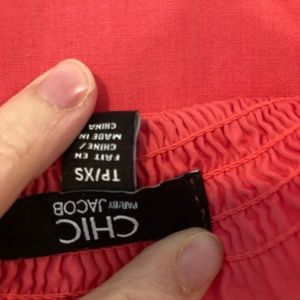 TP/XS
FAIT EN
CHINE/
MADE IN
CHINA
CHIC
PAR/BY JACOB